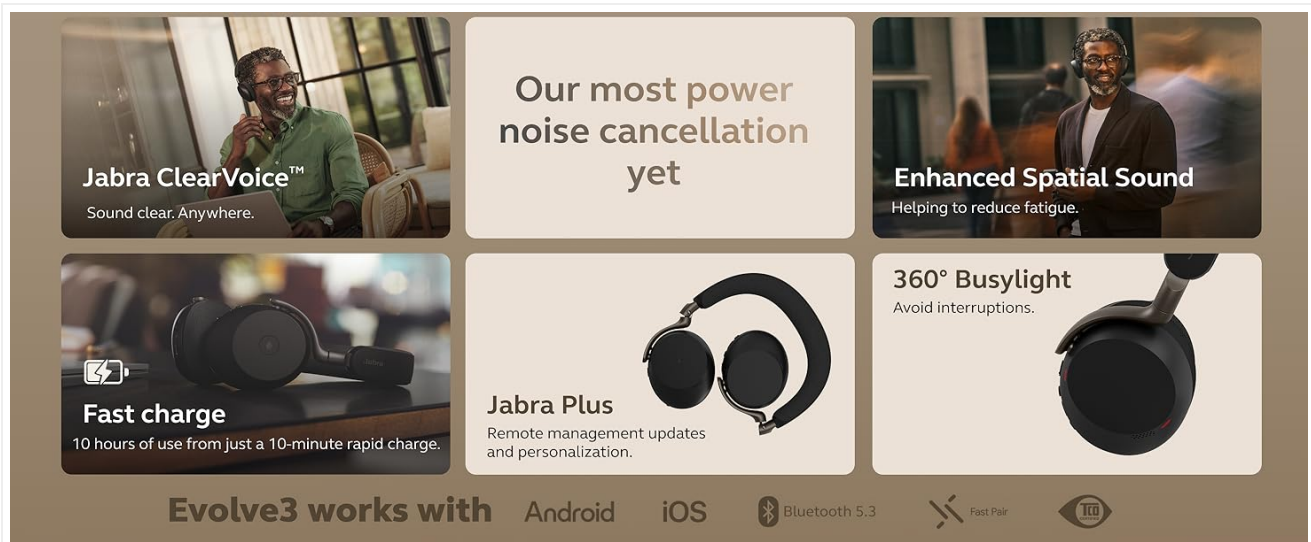 Jabra ClearVoice™
Sound clear. Anywhere.
Our most power
noise cancellation
yet
Enhanced Spatial Sound
Helping to reduce fatigue.
Fast charge
10 hours of use from just a 10-minute rapid charge.
Jabra Plus
Remote management updates
and personalization.
360° Busylight
Avoid interruptions.
Evolve3 works with
Android
iOS
Bluetooth 5.3
Fast Pair
TCO